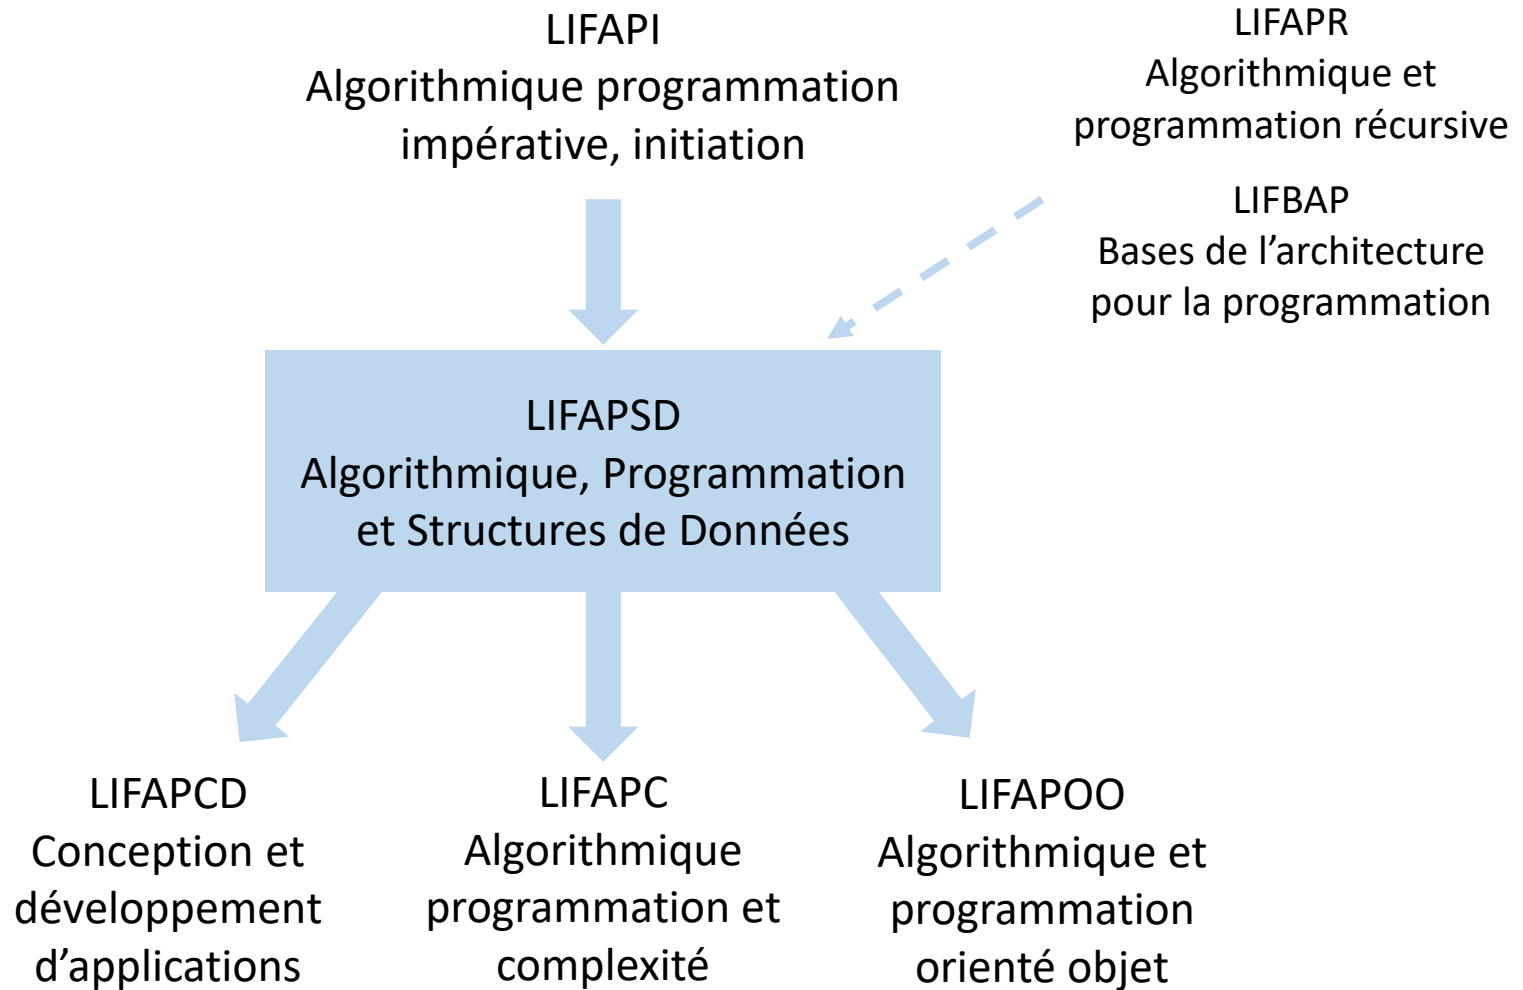 LIFAPI
Algorithmique programmation
impérative, initiation
LIFAPR
Algorithmique et
programmation récursive
LIFBAP
Bases de l’architecture
pour la programmation
LIFAPSD
Algorithmique, Programmation
et Structures de Données
LIFAPCD
Conception et
développement
d’applications
LIFAPC
Algorithmique
programmation et
complexité
LIFAPOO
Algorithmique et
programmation
orienté objet